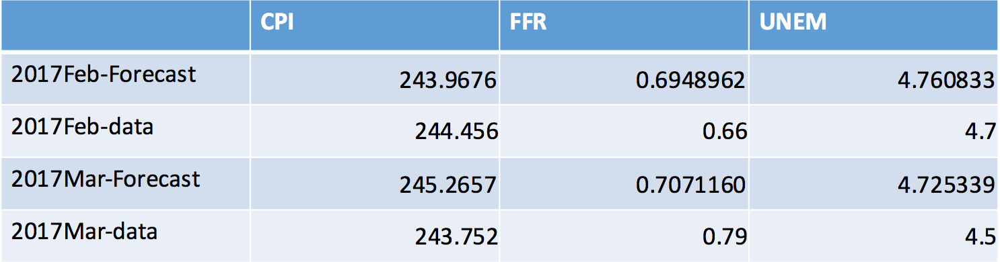 CPI FFR UNEM
2017Feb-Forecast 243.9676 0.6948962 4.760833
2017Feb-data 244.456 0.66 4.7
2017Mar-Forecast 245.2657 0.7071160 4.725339
2017Mar-data 243.752 0.79 4.5